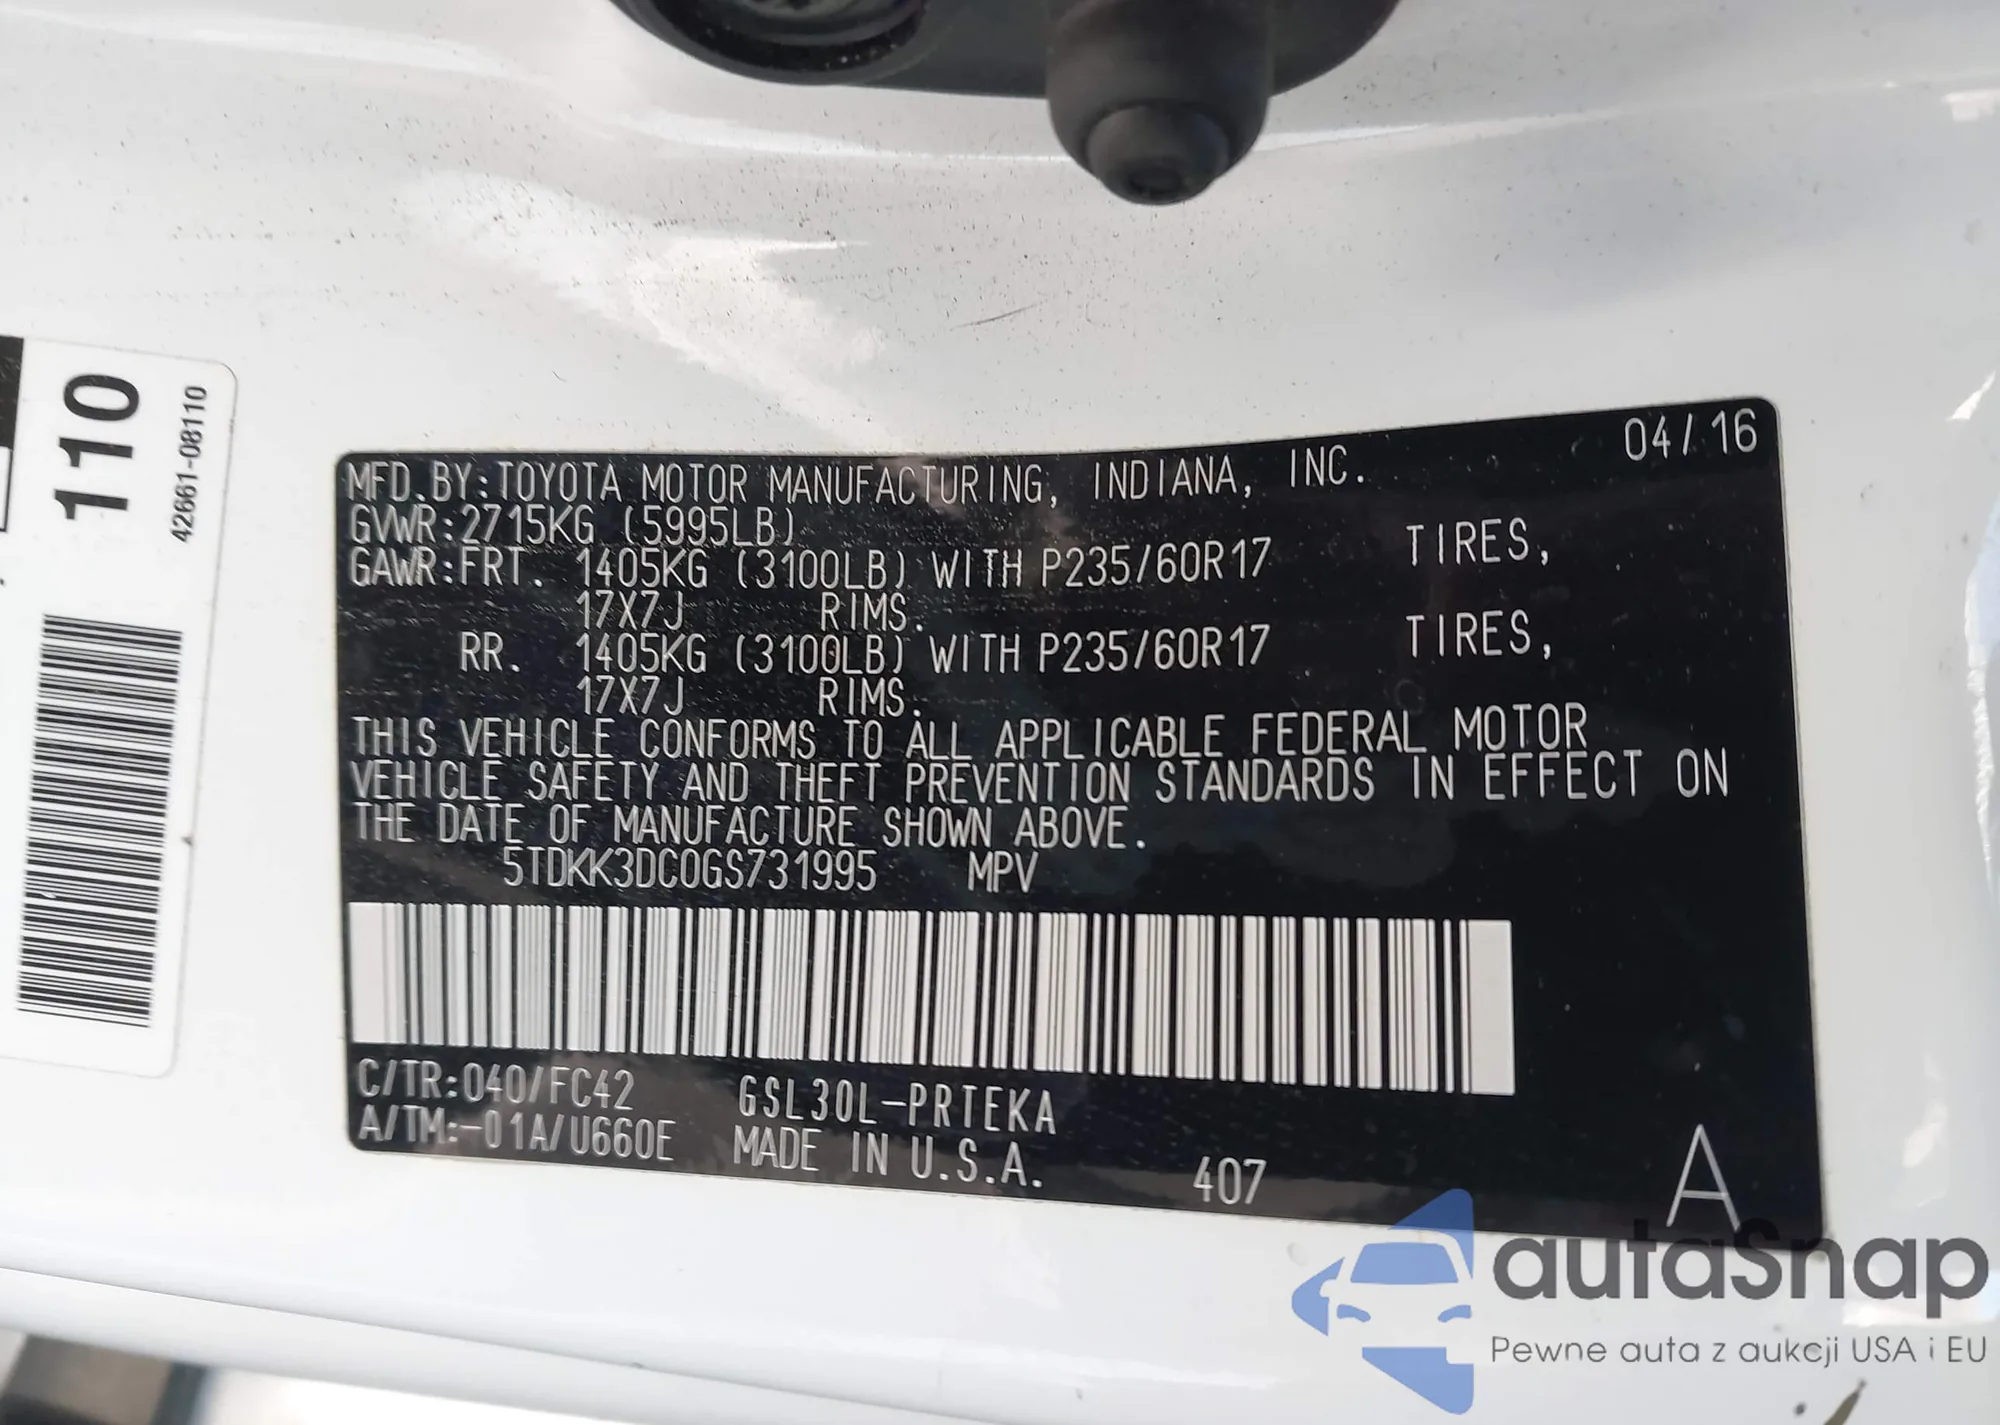 110
42661-08110
04/16
MFD.BY:TOYOTA MOTOR MANUFACTURING, INDIANA, INC.
GVWR:2715KG (5995LB)
GAWR:FRT. 1405KG (3100LB) WITH P235/60R17 TIRES,
17X7J RIMS.
RR. 1405KG (3100LB) WITH P235/60R17 TIRES,
17X7J RIMS.
THIS VEHICLE CONFORMS TO ALL APPLICABLE FEDERAL MOTOR
VEHICLE SAFETY AND THEFT PREVENTION STANDARDS IN EFFECT ON
THE DATE OF MANUFACTURE SHOWN ABOVE.
5TDKK3DC0GS731995 MPV
C/TR:040/FC42 GSL30L-PRTEKA
A/TM:-01A/U660E MADE IN U.S.A. 407 A
autasnap
Pewne auta z aukcji USA i EU